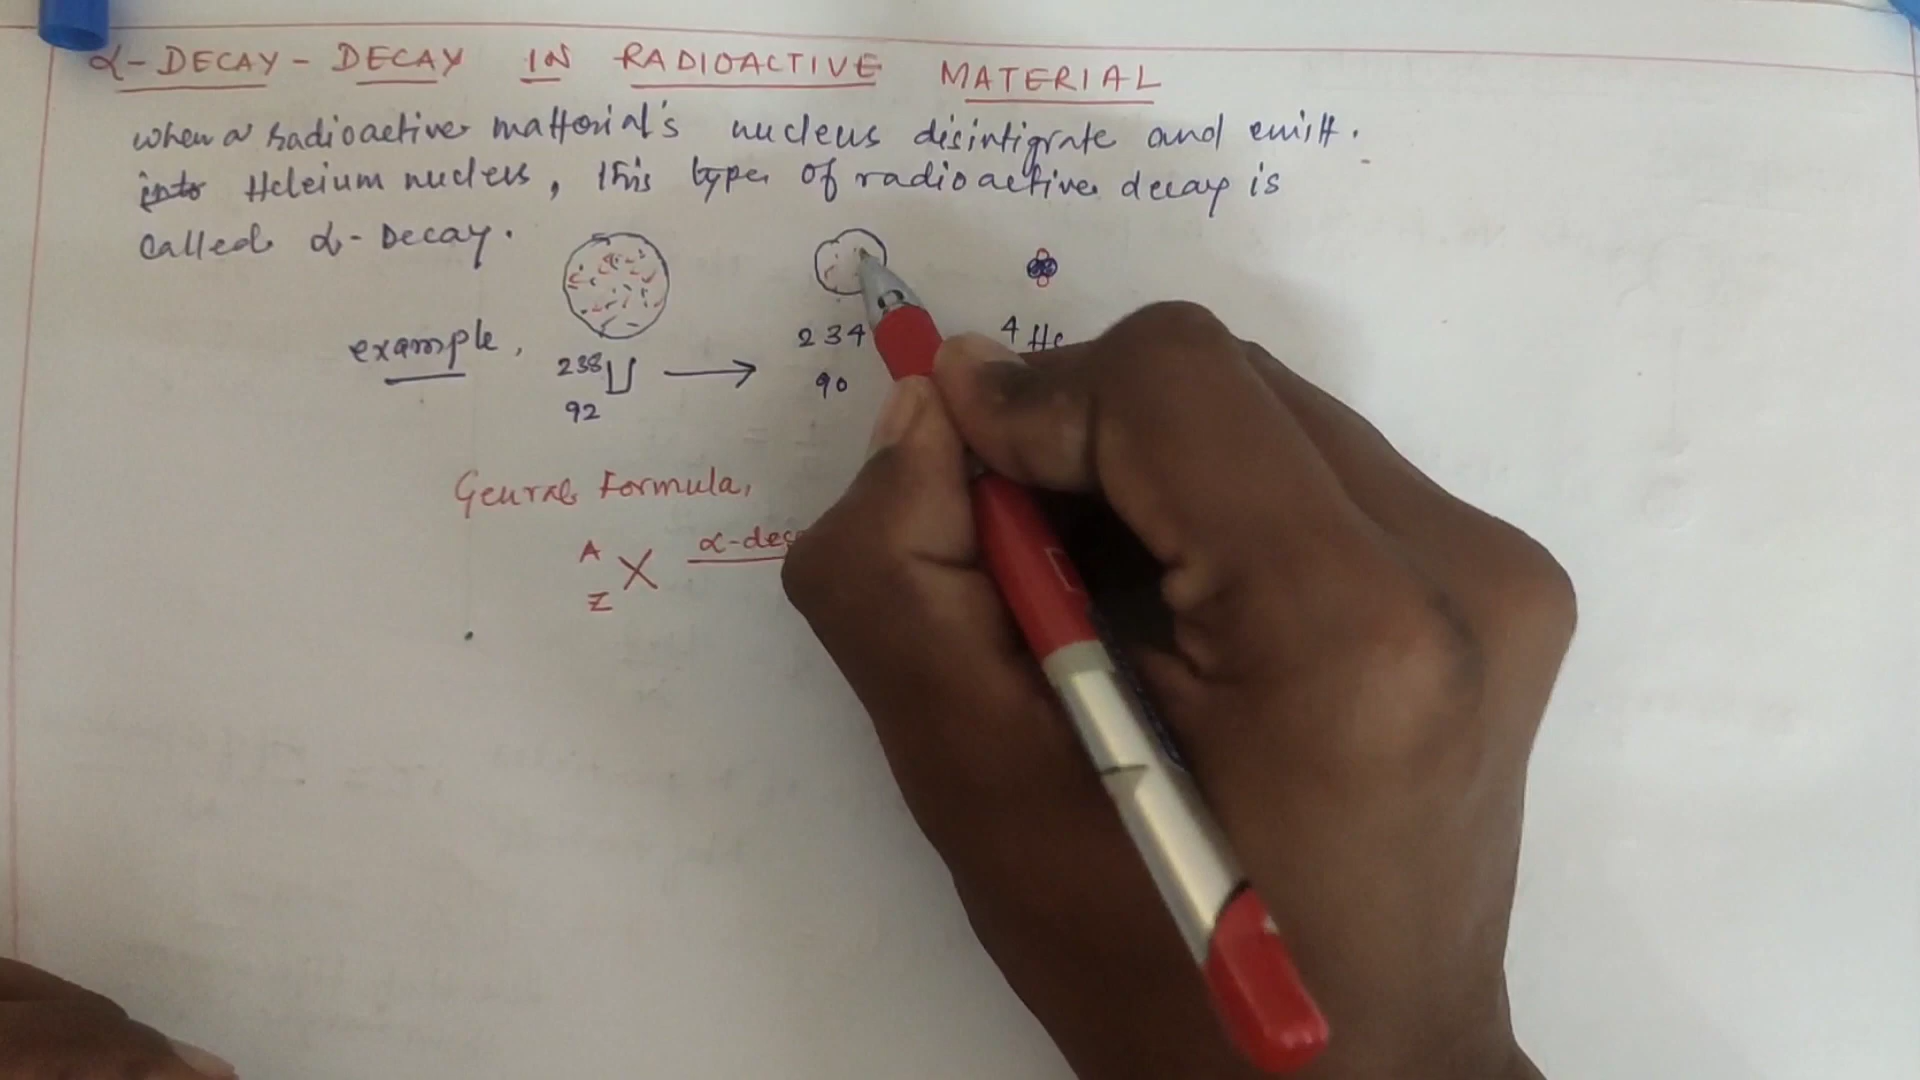 α-DECAY - DECAY IN RADIOACTIVE MATERIAL
when a radioactive matterial's nucleus disintigrate and emitt.
into Heleium nucleus, this type of radioactive decay is
called α-Decay.
example,
238 U → 234 4 He
92 90
General Formula,
A X α-dec
Z